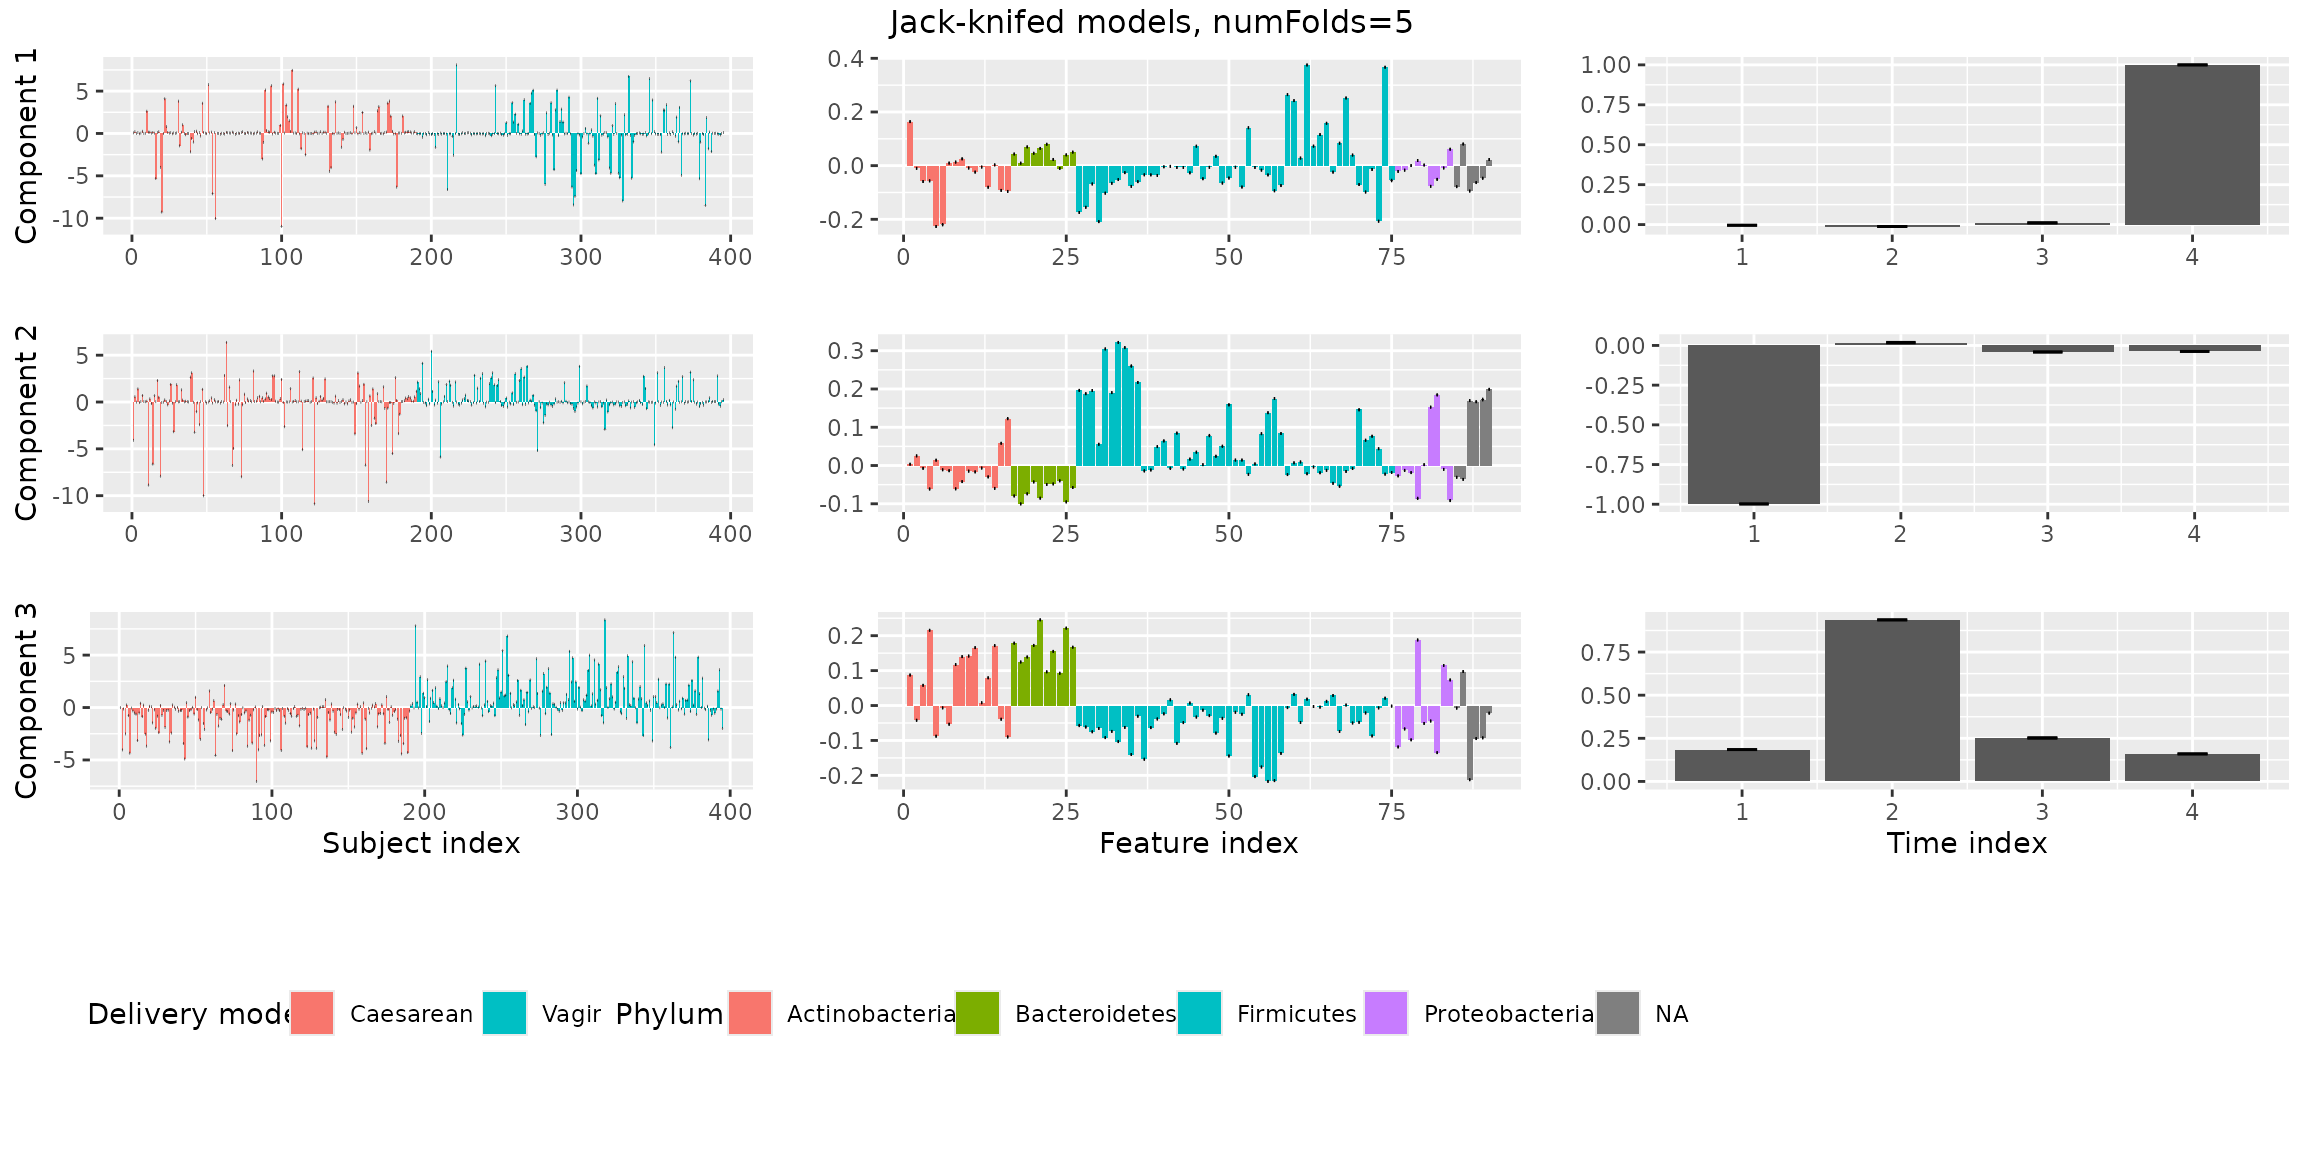 Jack-knifed models, numFolds=5
Component 1
5
0
-5
-10
0 100 200 300 400
0.4
0.2
0.0
-0.2
0 25 50 75
1.00
0.75
0.50
0.25
0.00
1 2 3 4
Component 2
5
0
-5
-10
0 100 200 300 400
0.3
0.2
0.1
0.0
-0.1
0 25 50 75
0.00
-0.25
-0.50
-0.75
-1.00
1 2 3 4
Component 3
5
0
-5
0 100 200 300 400
Subject index
0.2
0.1
0.0
-0.1
-0.2
0 25 50 75
Feature index
0.75
0.50
0.25
0.00
1 2 3 4
Time index
Delivery mode Caesarean Vagir Phylum Actinobacteria Bacteroidetes Firmicutes Proteobacteria NA